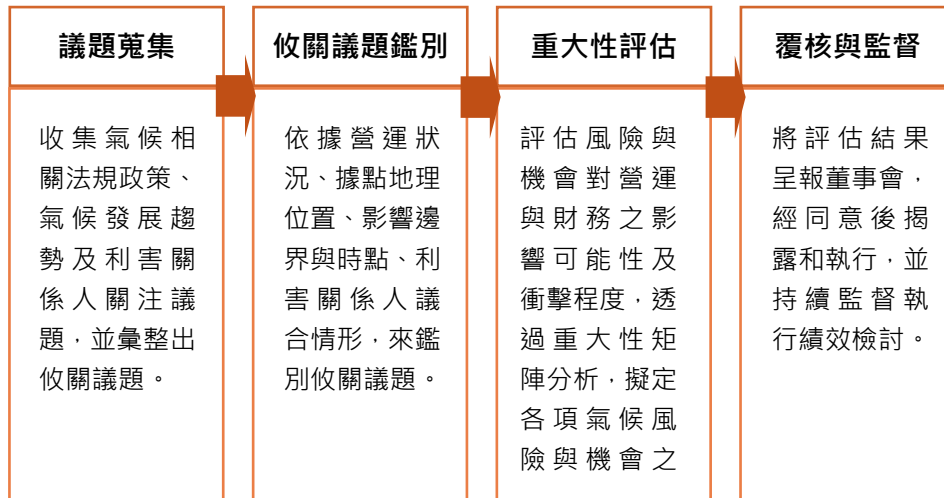 議題蒐集
收集氣候相
關法規政策、
氣候發展趨
勢及利害關
係人關注議
題，並彙整出
攸關議題。
攸關議題鑑別
依據營運狀
況、據點地理
位置、影響邊
界與時點、利
害關係人議
合情形，來鑑
別攸關議題。
重大性評估
評估風險與
機會對營運
與財務之影
響可能性及
衝擊程度，透
過重大性矩
陣分析，擬定
各項氣候風
險與機會之
覆核與監督
將評估結果
呈報董事會，
經同意後揭
露和執行，並
持續監督執
行績效檢討。